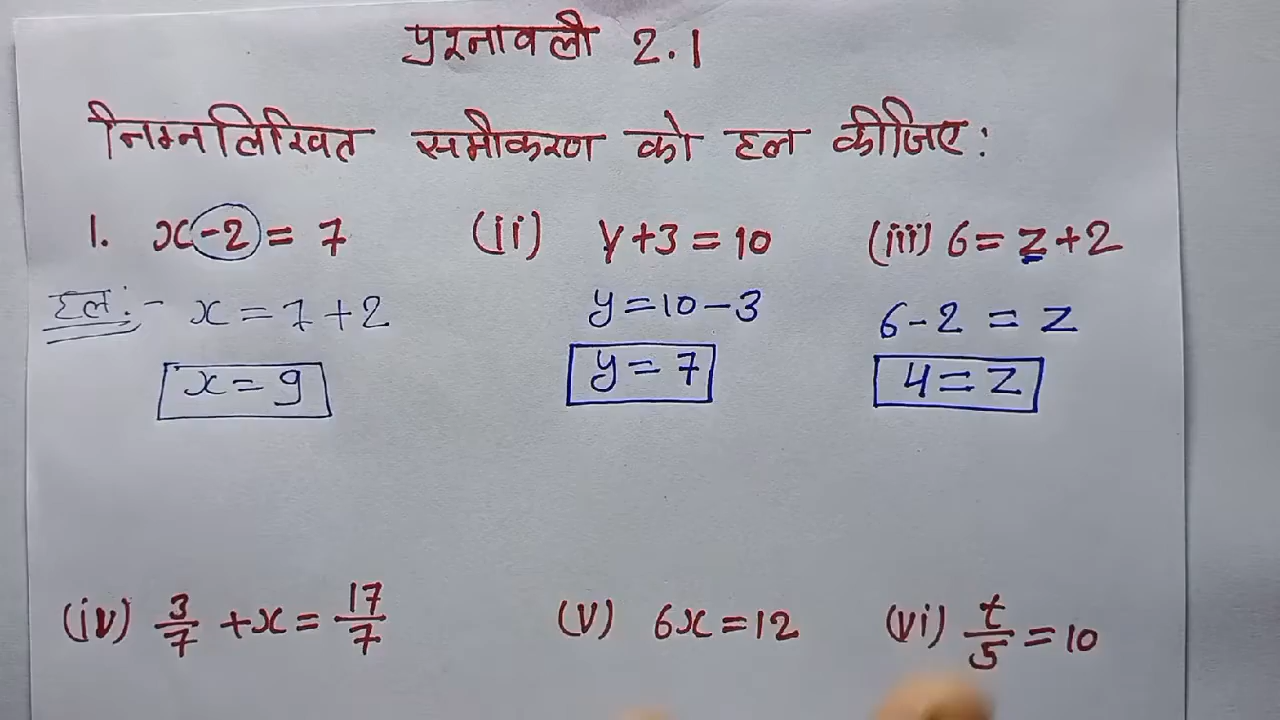 प्रश्नावली 2.1
निम्नलिखित समीकरण को हल कीजिए:
1. x-2 = 7 (ii) y+3 = 10 (iii) 6 = z+2
हल:- x = 7+2 y = 10-3 6-2 = z
x = 9 y = 7 4 = z
(iv) 3/7 +x = 17/7 (v) 6x = 12 (vi) t/5 = 10